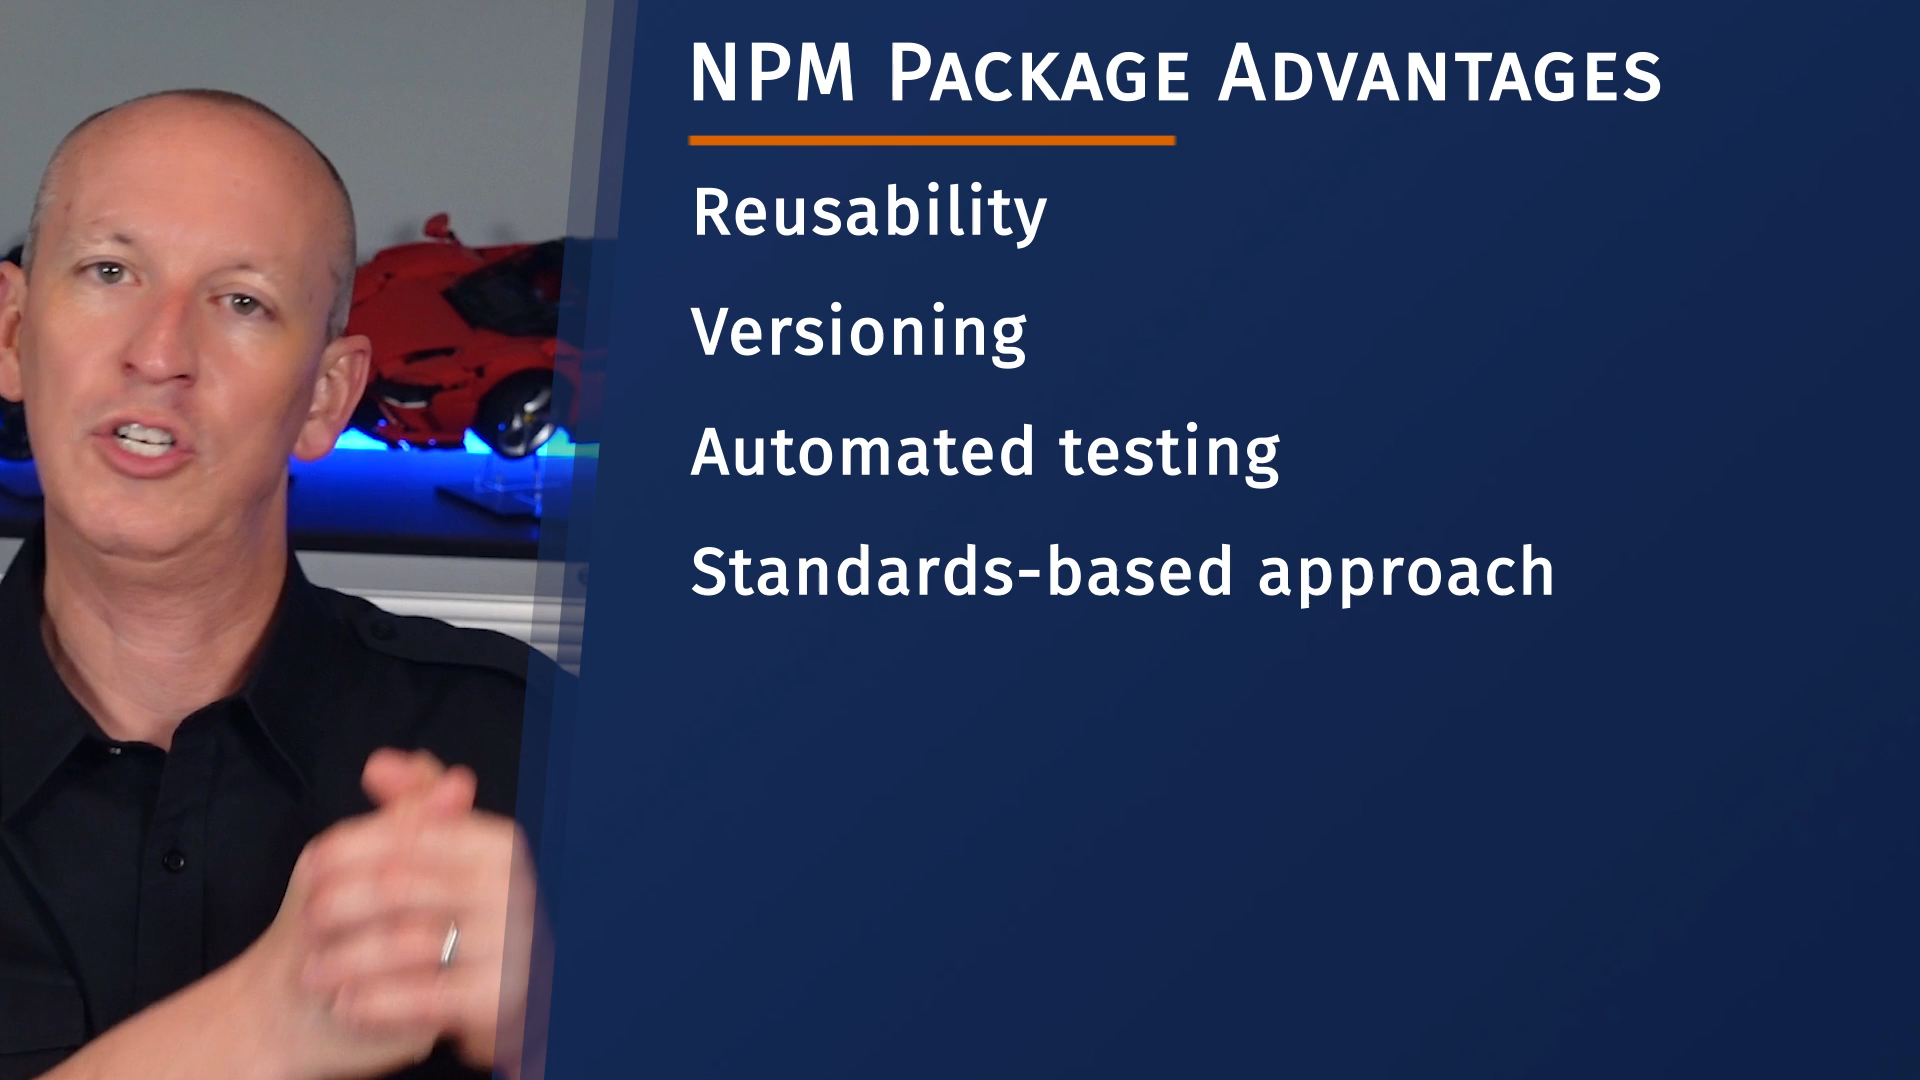 NPM Package Advantages
Reusability
Versioning
Automated testing
Standards-based approach